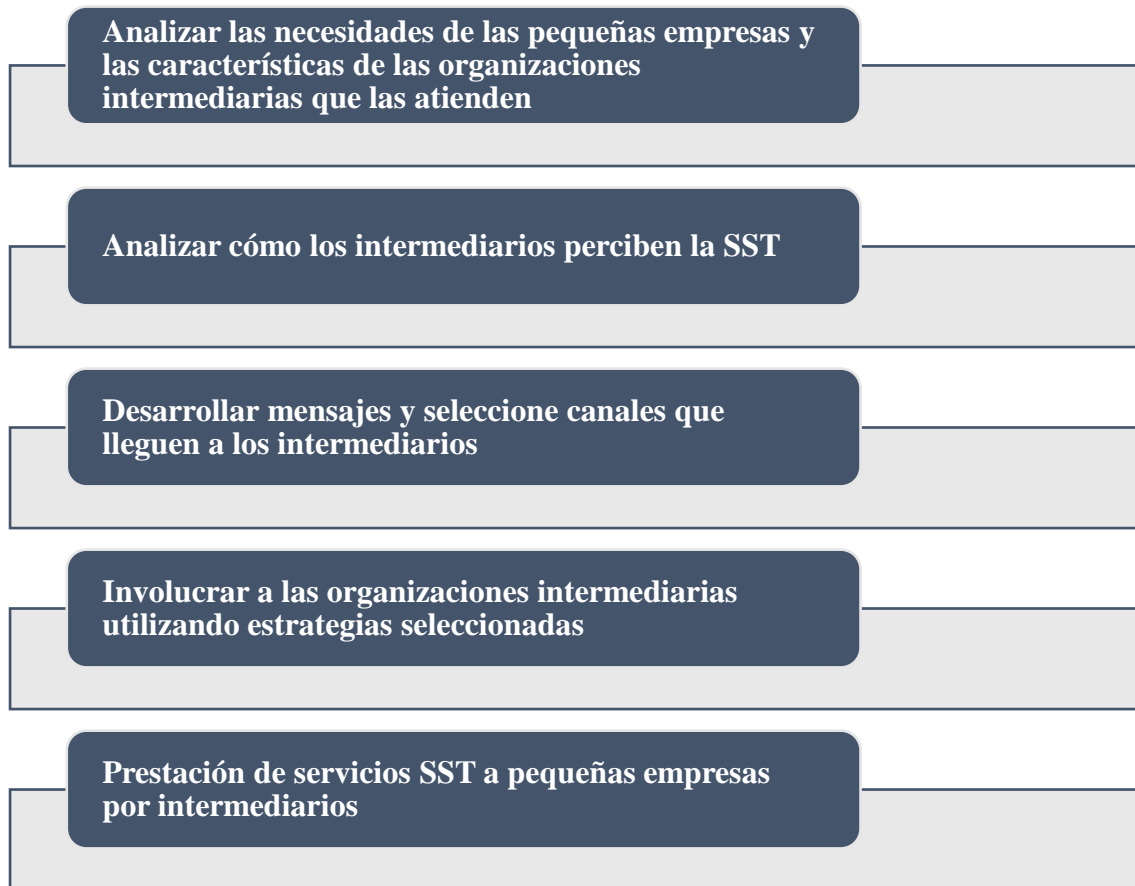 Analizar las necesidades de las pequeñas empresas y
las características de las organizaciones
intermediarias que las atienden
Analizar cómo los intermediarios perciben la SST
Desarrollar mensajes y seleccione canales que
lleguen a los intermediarios
Involucrar a las organizaciones intermediarias
utilizando estrategias seleccionadas
Prestación de servicios SST a pequeñas empresas
por intermediarios